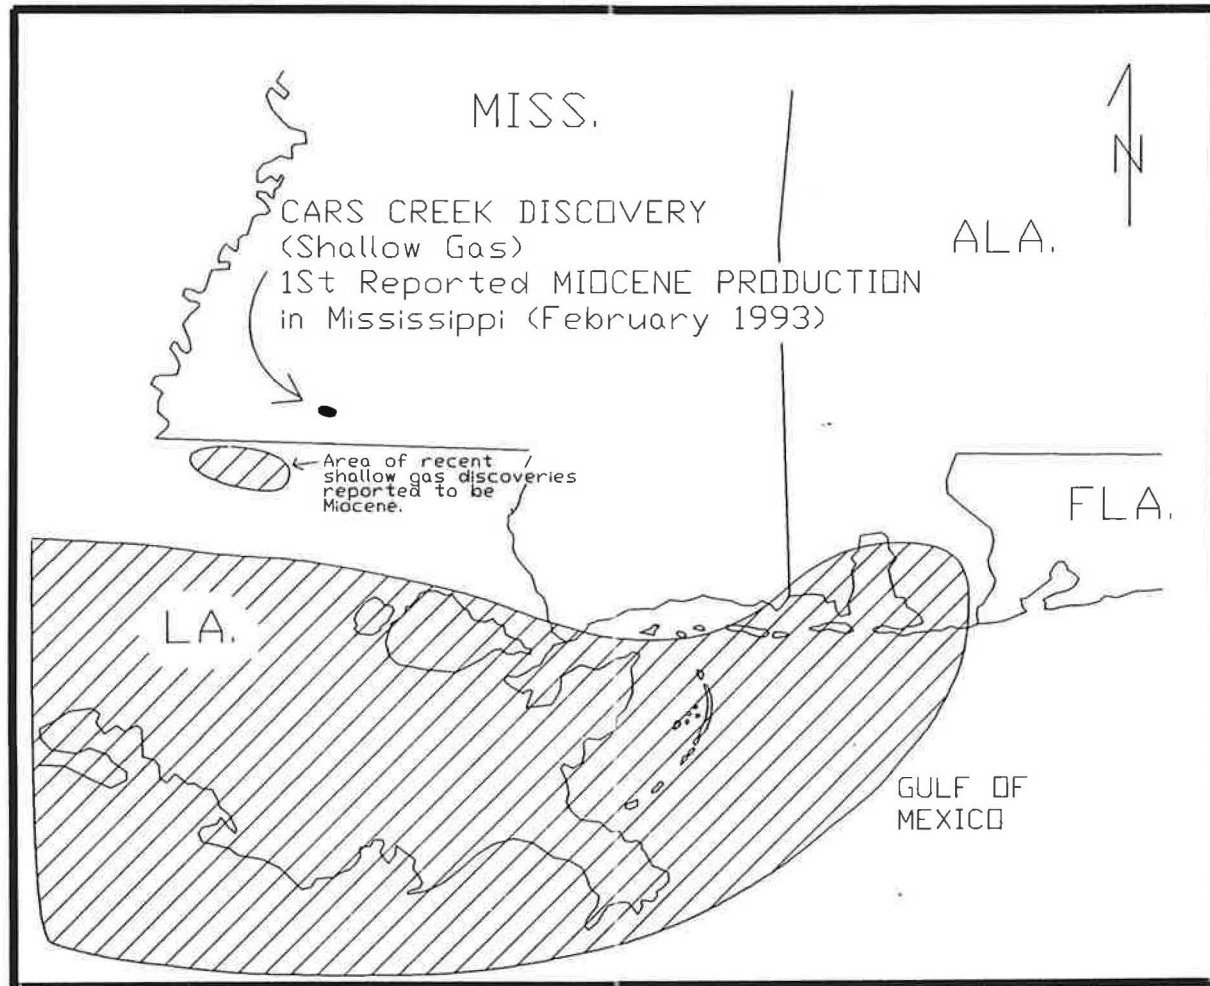 MISS.
N
CARS CREEK DISCOVERY
(Shallow Gas)
1St Reported MIOCENE PRODUCTION
in Mississippi (February 1993)
ALA.
Area of recent
shallow gas discoveries
reported to be
Miocene.
FLA.
LA.
GULF OF
MEXICO